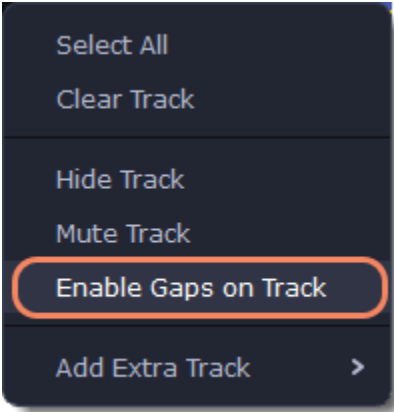 Select All
Clear Track
Hide Track
Mute Track
Enable Gaps on Track
Add Extra Track >